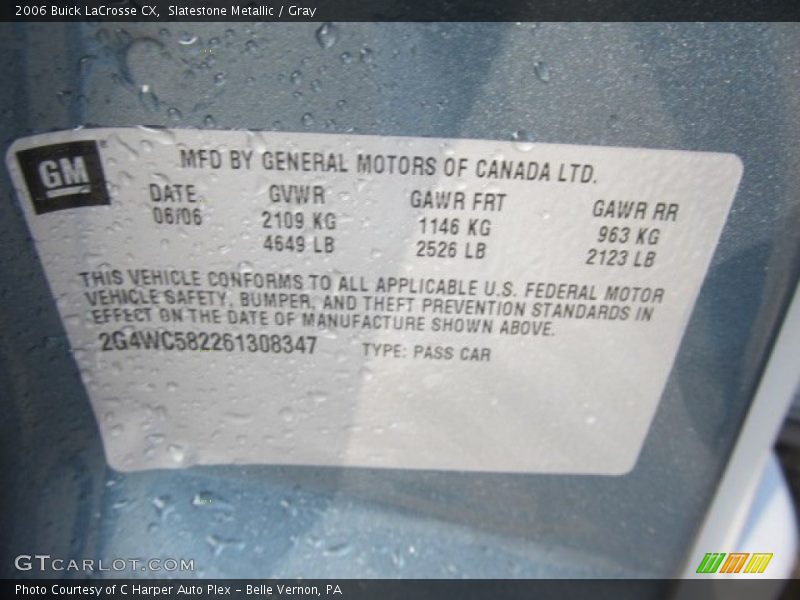 2006 Buick LaCrosse CX,  Slatestone Metallic / Gray
GM
MFD BY GENERAL MOTORS OF CANADA LTD.
DATE GVWR GAWR FRT GAWR RR
06/06 2109 KG 1146 KG 963 KG
4649 LB 2526 LB 2123 LB
THIS VEHICLE CONFORMS TO ALL APPLICABLE U.S. FEDERAL MOTOR
VEHICLE SAFETY, BUMPER, AND THEFT PREVENTION STANDARDS IN
EFFECT ON THE DATE OF MANUFACTURE SHOWN ABOVE.
2G4WC582261308347 TYPE: PASS CAR
GTCARLOT.COM
Photo Courtesy of C Harper Auto Plex - Belle Vernon, PA